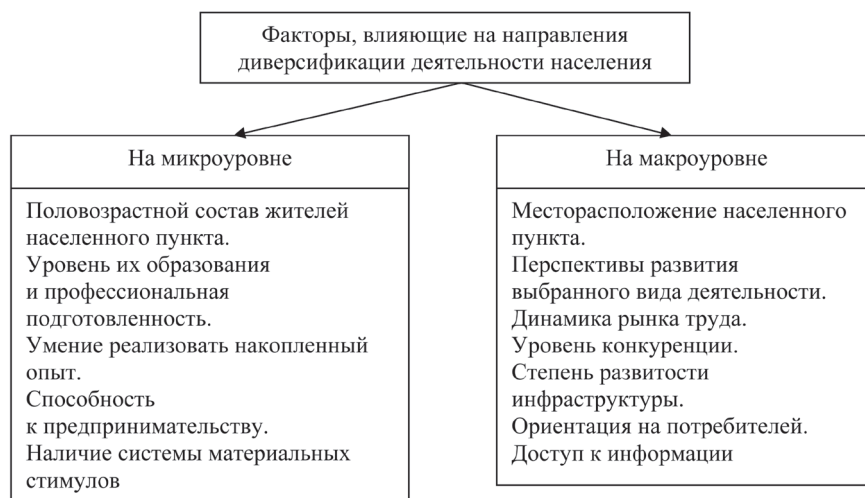 Факторы, влияющие на направления
диверсификации деятельности населения
На микроуровне
Половозрастной состав жителей
населенного пункта.
Уровень их образования
и профессиональная
подготовленность.
Умение реализовать накопленный
опыт.
Способность
к предпринимательству.
Наличие системы материальных
стимулов
На макроуровне
Месторасположение населенного
пункта.
Перспективы развития
выбранного вида деятельности.
Динамика рынка труда.
Уровень конкуренции.
Степень развитости
инфраструктуры.
Ориентация на потребителей.
Доступ к информации